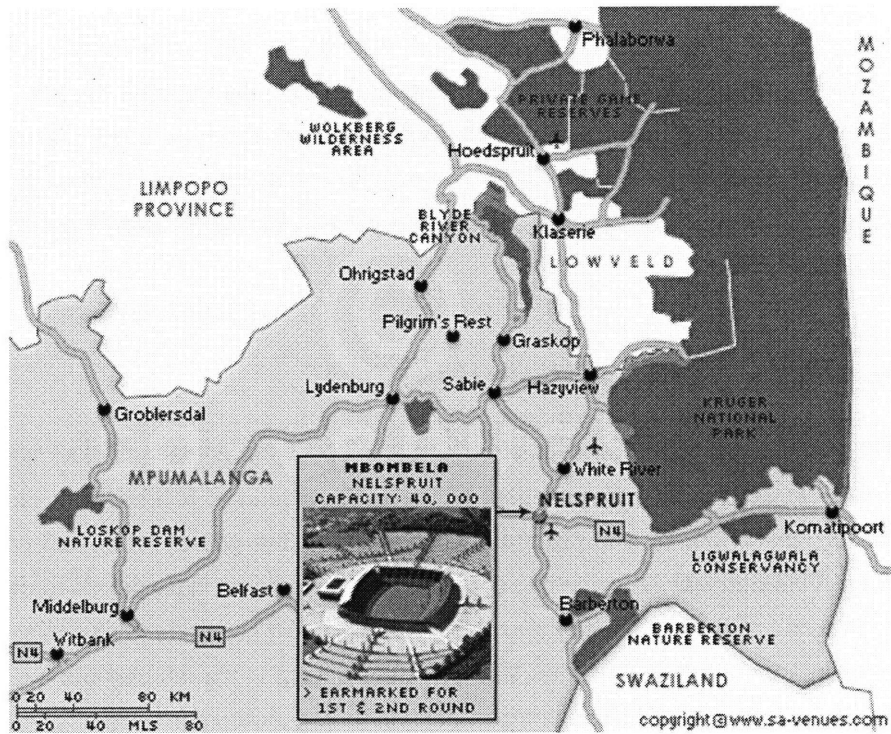 Phalaborwa
MOZAMBIQUE
PRIVATE GAME
RESERVES
WOLKBERG
WILDERNESS
AREA
Hoedspruit
LIMPOPO
PROVINCE
BLYDE
RIVER
CANYON
Klaserie
LOWVELD
Ohrigstad
Pilgrim's Rest
Graskop
Lydenburg
Sabie
Hazyview
Groblersdal
KRUGER
NATIONAL
PARK
MBOMBELA
NELSPRUIT
CAPACITY: 40, 000
White River
MPUMALANGA
NELSPRUIT
LOSKOP DAM
NATURE RESERVE
N4
Komatipoort
LIGWALAGWALA
CONSERVANCY
Belfast
Middelburg
Barberton
N4
BARBERTON
NATURE RESERVE
N4
Witbank
SWAZILAND
> EARMARKED FOR
1ST & 2ND ROUND
0 20 40 80 KM
0 20 40 MLS 80
copyright@www.sa-venues.com